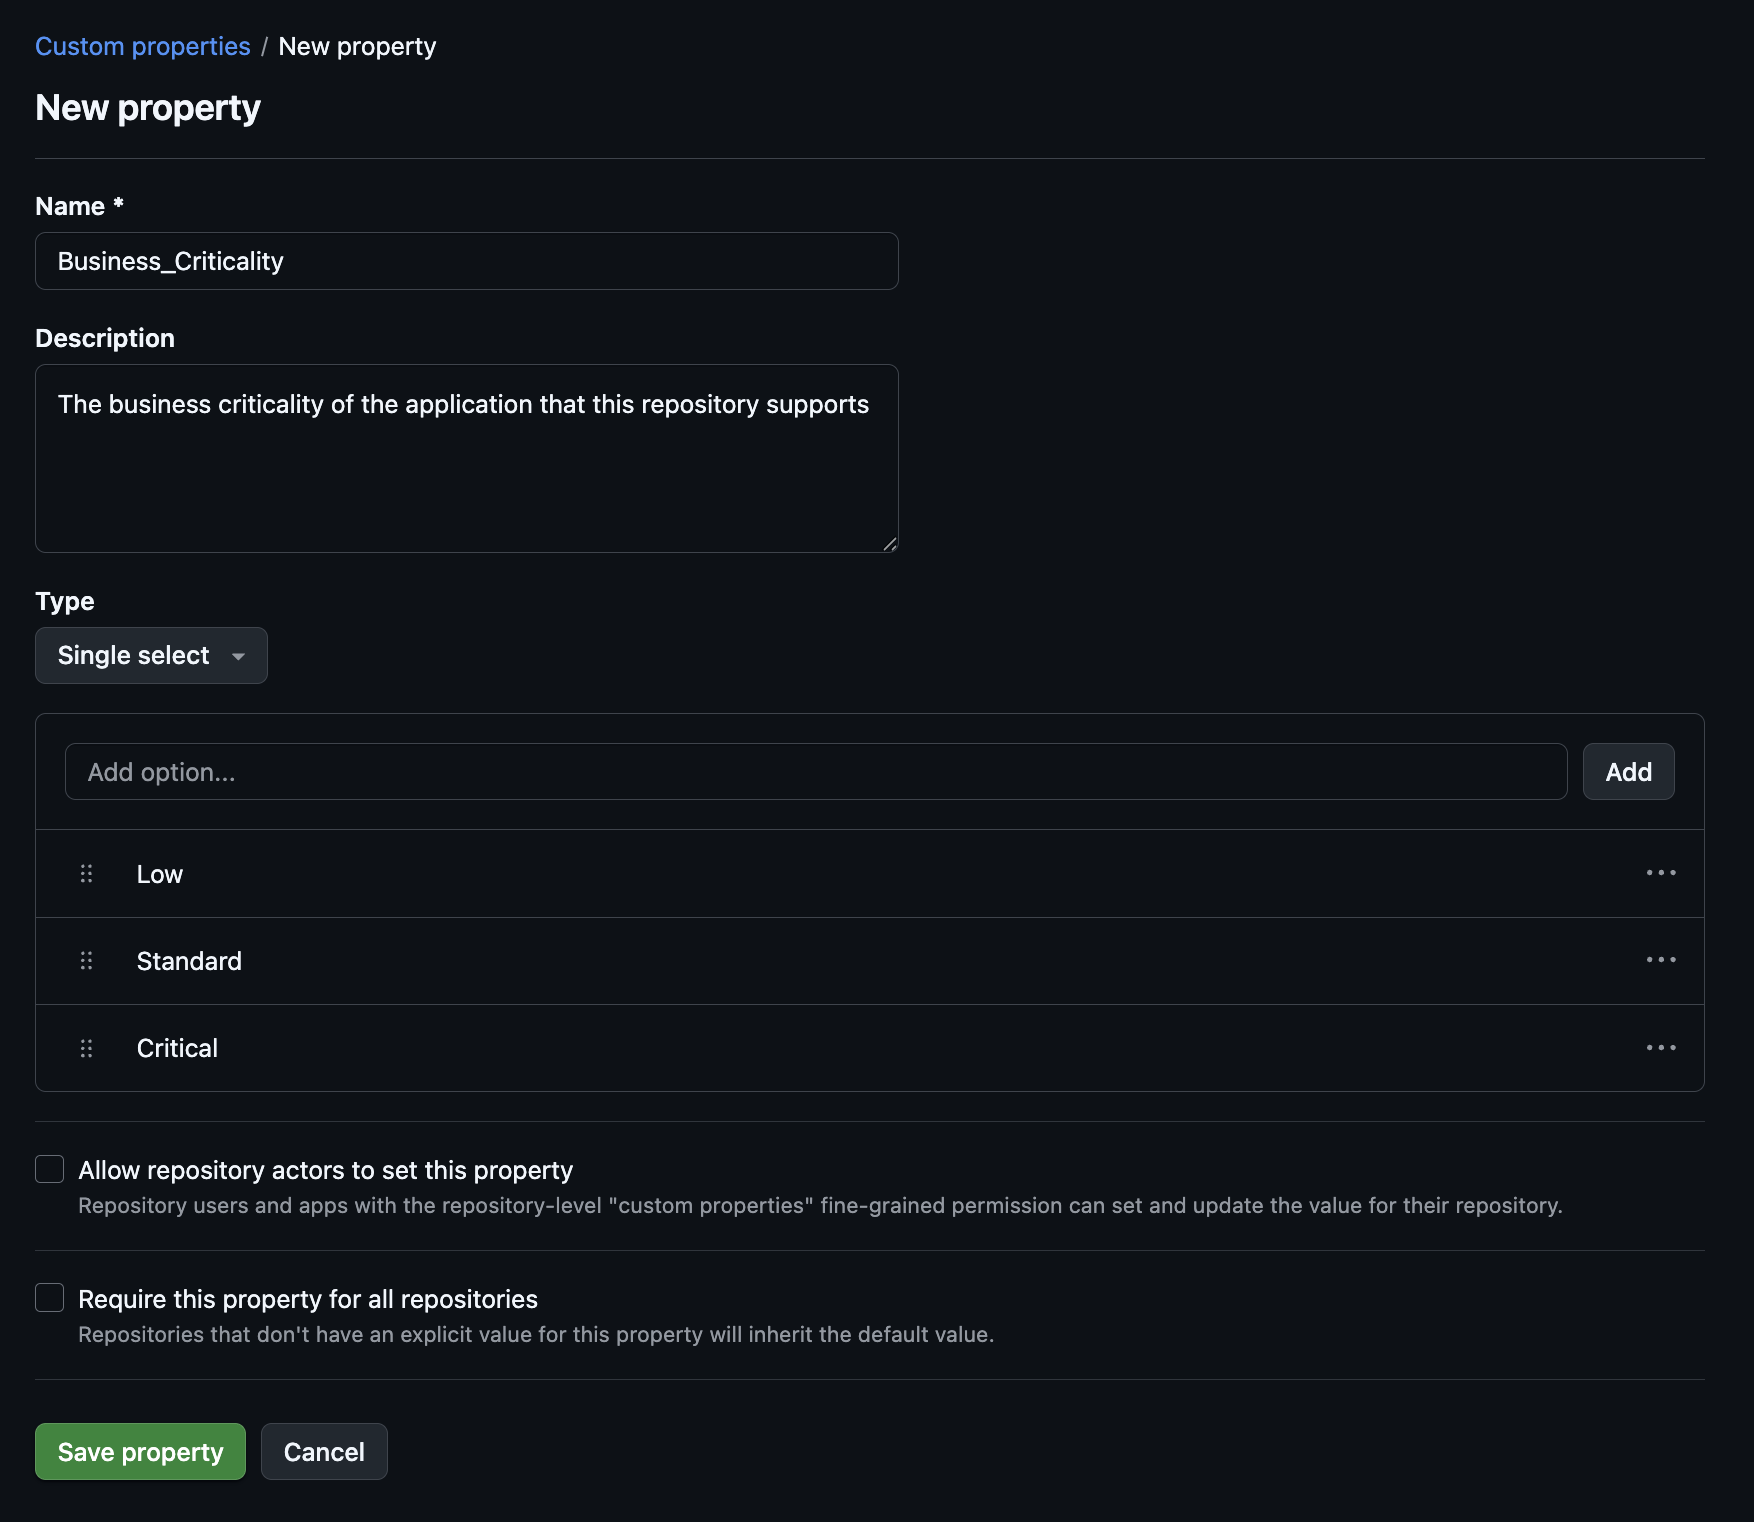 Custom properties / New property
New property
Name *
Business_Criticality
Description
The business criticality of the application that this repository supports
Type
Single select
Add option...
Add
Low
Standard
Critical
Allow repository actors to set this property
Repository users and apps with the repository-level "custom properties" fine-grained permission can set and update the value for their repository.
Require this property for all repositories
Repositories that don't have an explicit value for this property will inherit the default value.
Save property
Cancel